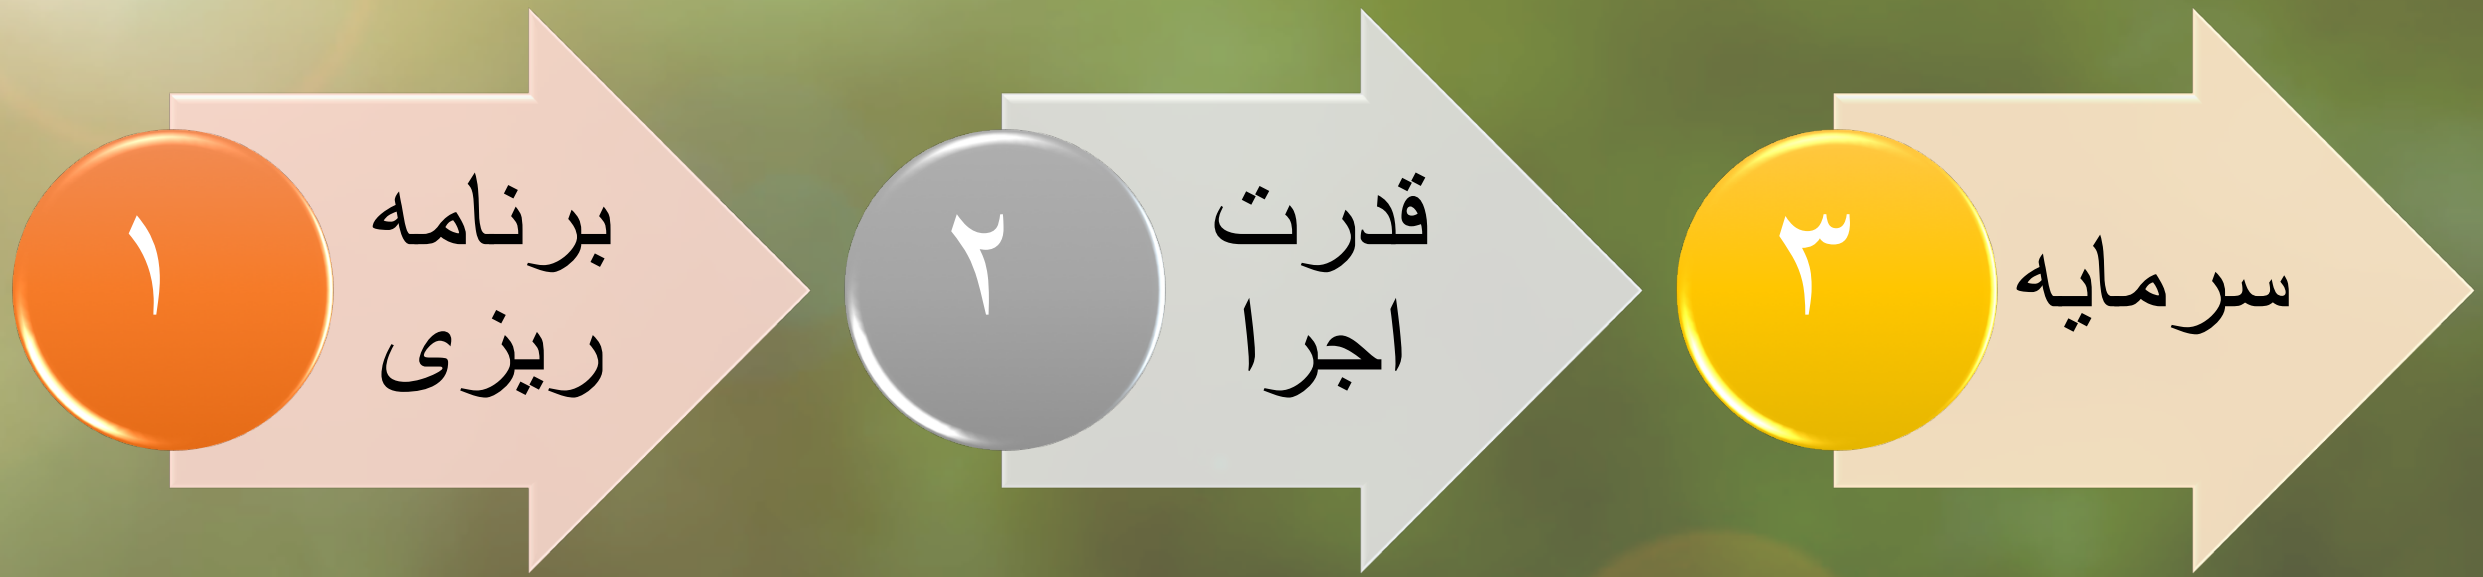 ۱
برنامه
ریزی
۲
قدرت
اجرا
۳
سرمایه